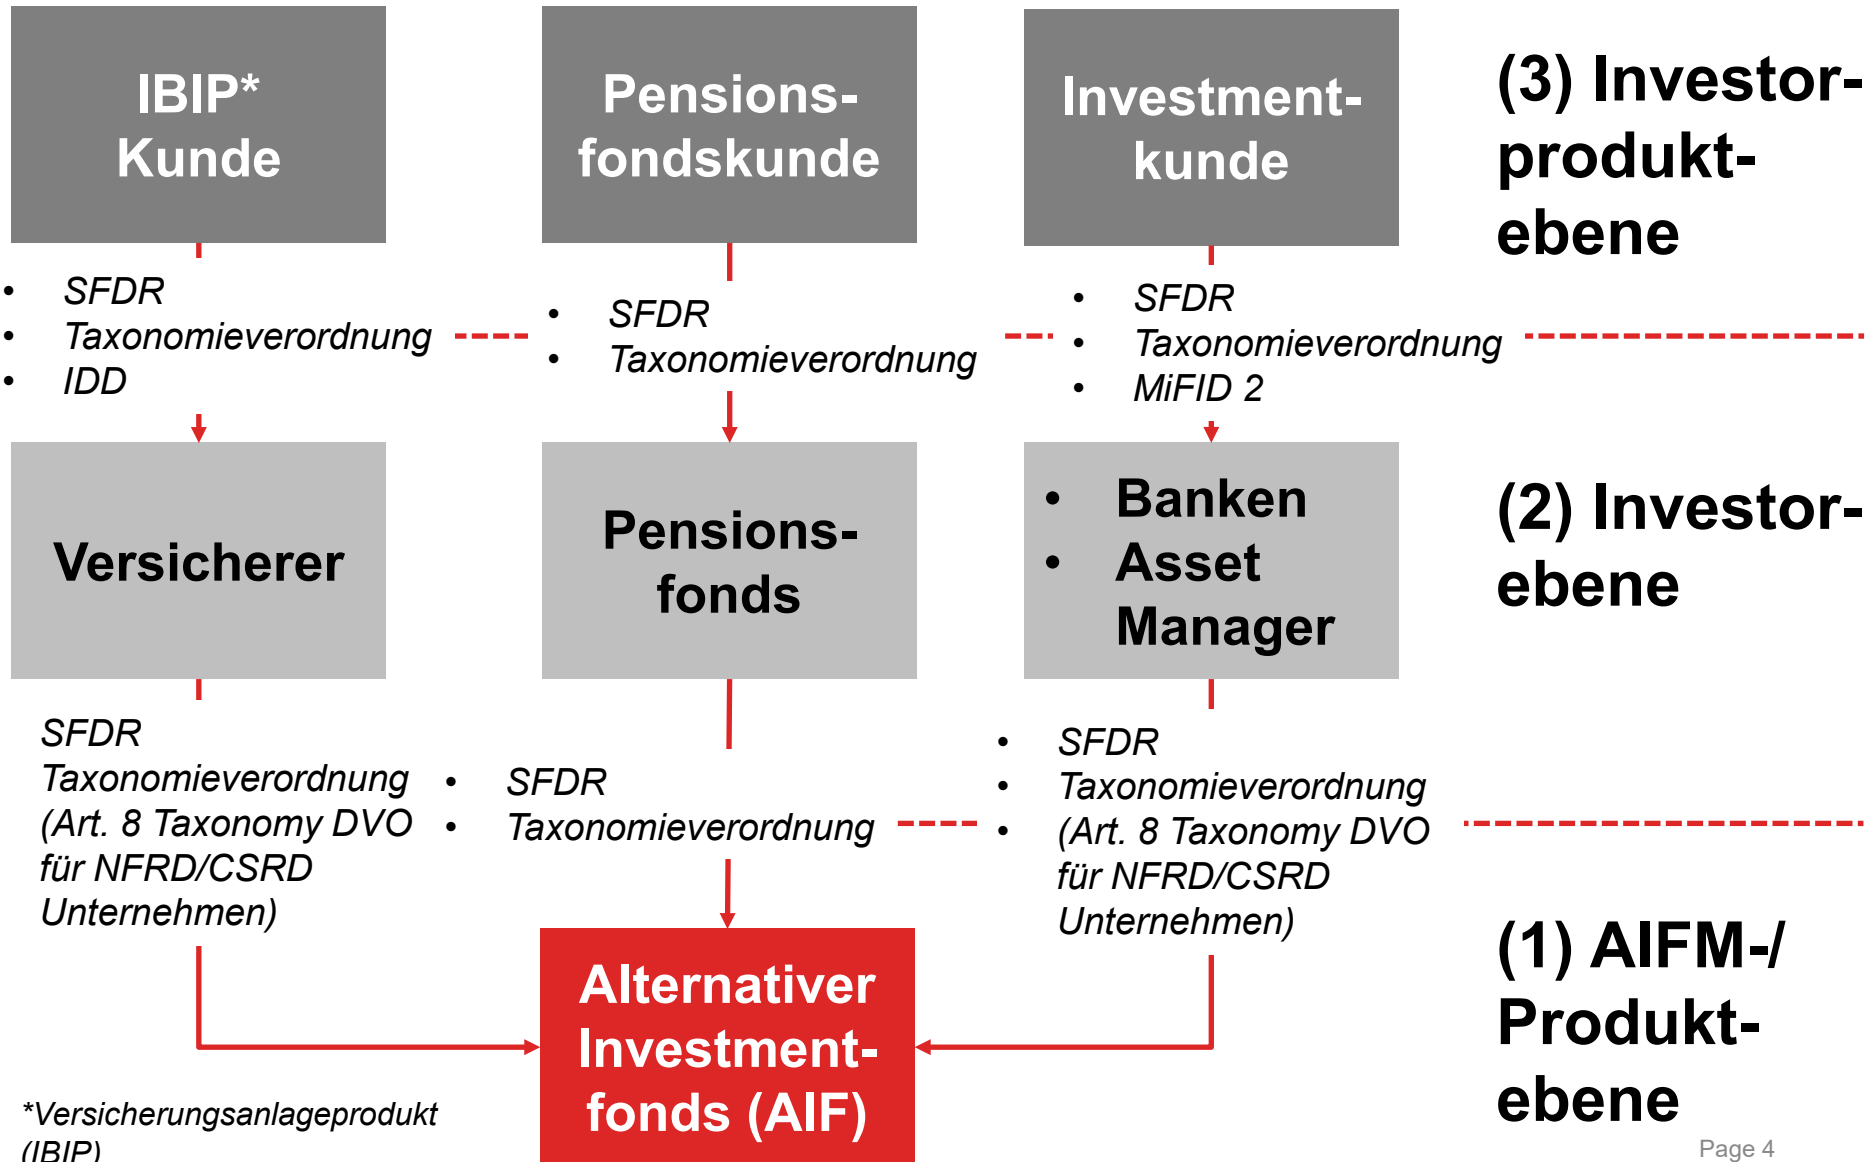 IBIP*
Kunde
Pensions-
fondskunde
Investment-
kunde
(3) Investor-
produkt-
ebene
• SFDR
• Taxonomieverordnung
• IDD
• SFDR
• Taxonomieverordnung
• SFDR
• Taxonomieverordnung
• MiFID 2
Versicherer
Pensions-
fonds
• Banken
• Asset
Manager
(2) Investor-
ebene
SFDR
Taxonomieverordnung
(Art. 8 Taxonomy DVO
für NFRD/CSRD
Unternehmen)
• SFDR
• Taxonomieverordnung
• SFDR
• Taxonomieverordnung
• (Art. 8 Taxonomy DVO
für NFRD/CSRD
Unternehmen)
Alternativer
Investment-
fonds (AIF)
(1) AIFM-/
Produkt-
ebene
*Versicherungsanlageprodukt
(IBIP)
Page 4